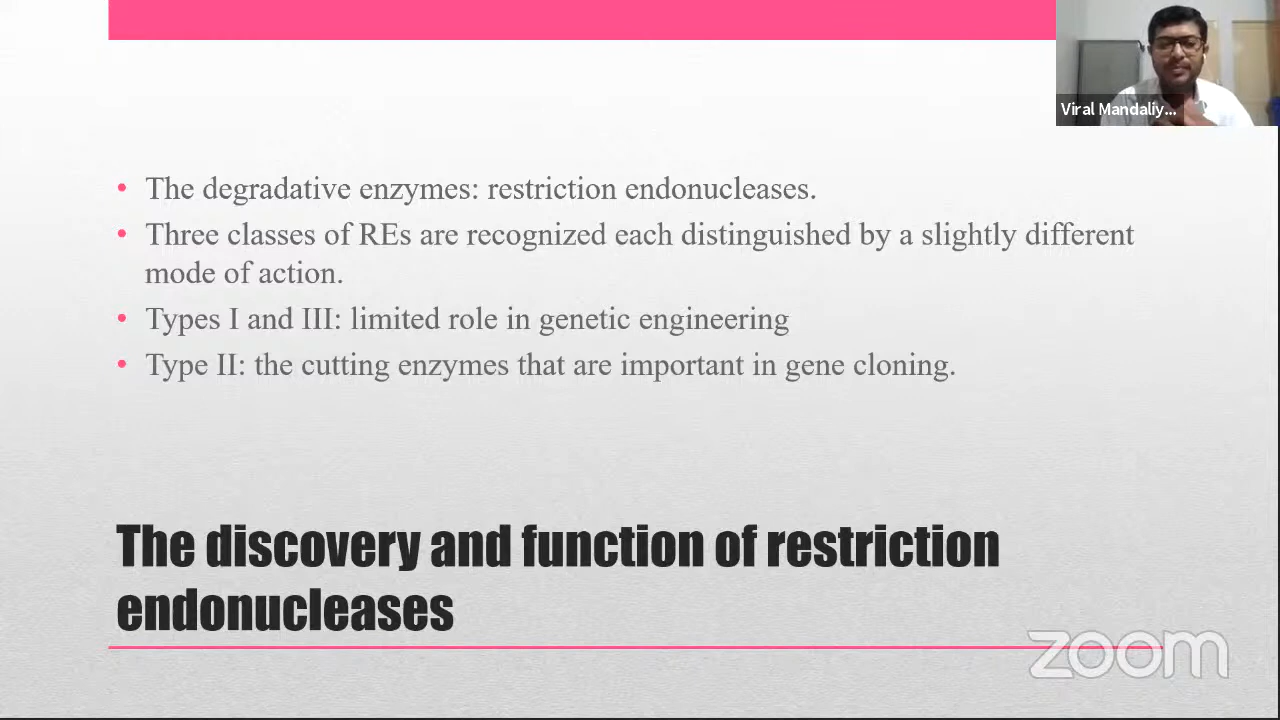 Viral Mandaliy...
• The degradative enzymes: restriction endonucleases.
• Three classes of REs are recognized each distinguished by a slightly different
mode of action.
• Types I and III: limited role in genetic engineering
• Type II: the cutting enzymes that are important in gene cloning.
The discovery and function of restriction
endonucleases
zoom